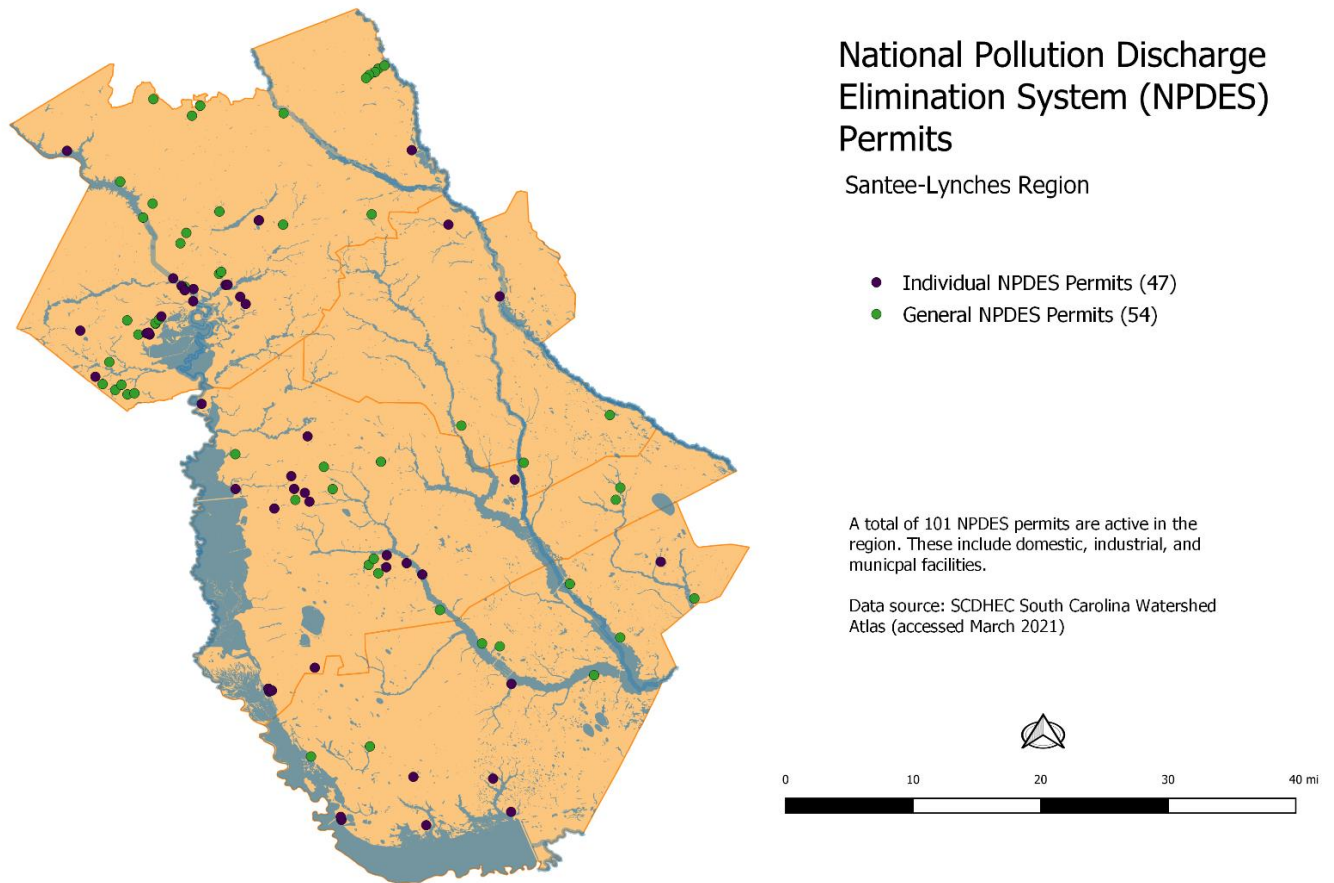 National Pollution Discharge
Elimination System (NPDES)
Permits
Santee-Lynches Region
Individual NPDES Permits (47)
General NPDES Permits (54)
A total of 101 NPDES permits are active in the
region. These include domestic, industrial, and
municpal facilities.
Data source: SCDHEC South Carolina Watershed
Atlas (accessed March 2021)
0 10 20 30 40 mi